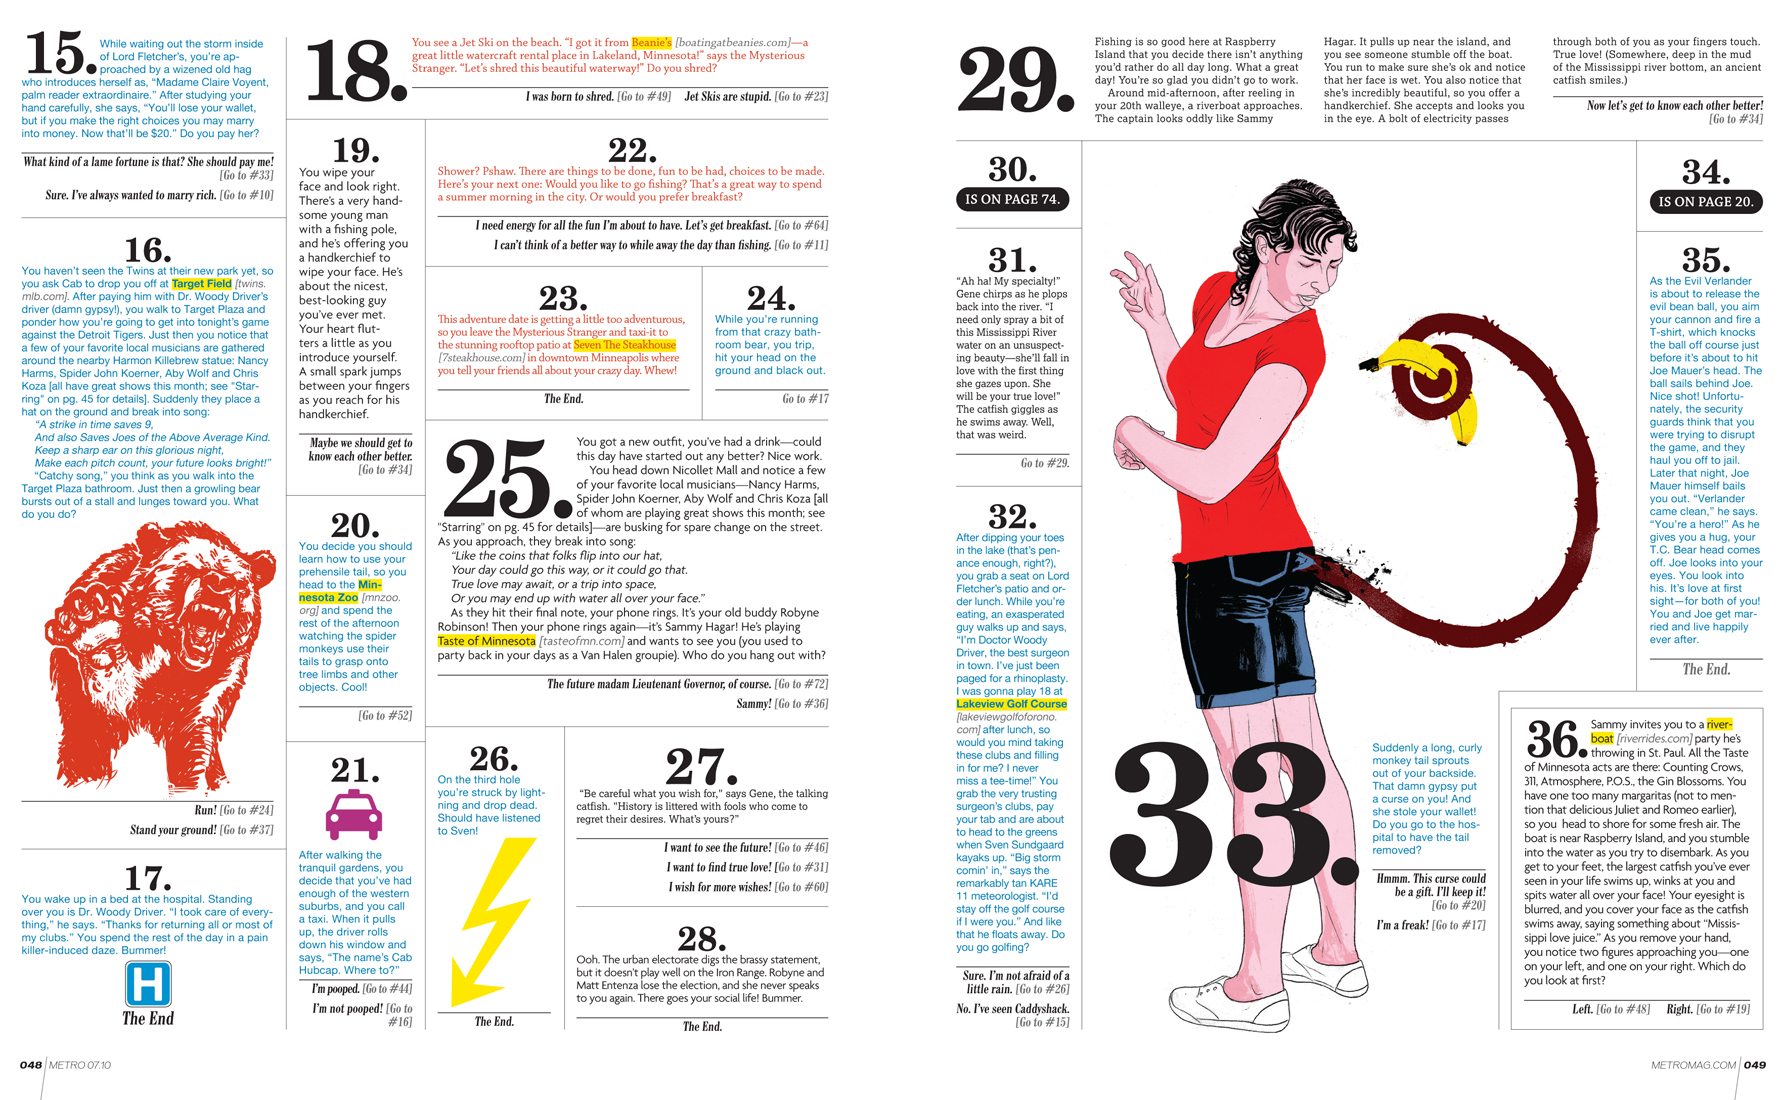 15.
While waiting out the storm inside
of Lord Fletcher's, you're ap-
proached by a wizened old hag
who introduces herself as, "Madame Claire Voyent,
palm reader extraordinaire." After studying your
hand carefully, she says, "You'll lose your wallet,
but if you make the right choices you may marry
into money. Now that'll be $20." Do you pay her?
What kind of a lame fortune is that? She should pay me!
[Go to #33]
Sure. I've always wanted to marry rich. [Go to #10]
16.
You haven't seen the Twins at their new park yet, so
you ask Cab to drop you off at Target Field [twins.
mlb.com]. After paying him with Dr. Woody Driver's
driver (damn gypsy!), you walk to Target Plaza and
ponder how you're going to get into tonight's game
against the Detroit Tigers. Just then you notice that
a few of your favorite local musicians are gathered
around the nearby Harmon Killebrew statue: Nancy
Harms, Spider John Koerner, Aby Wolf and Chris
Koza [all have great shows this month; see "Star-
ring" on pg. 45 for details]. Suddenly they place a
hat on the ground and break into song:
"A strike in time saves 9,
And also Saves Joes of the Above Average Kind.
Keep a sharp ear on this glorious night,
Make each pitch count, your future looks bright!"
"Catchy song," you think as you walk into the
Target Plaza bathroom. Just then a growling bear
bursts out of a stall and lunges toward you. What
do you do?
Run! [Go to #24]
Stand your ground! [Go to #37]
17.
You wake up in a bed at the hospital. Standing
over you is Dr. Woody Driver. "I took care of every-
thing," he says. "Thanks for returning all or most of
my clubs." You spend the rest of the day in a pain
killer-induced daze. Bummer!
H
The End
18.
You see a Jet Ski on the beach. "I got it from Beanie's [boatingatbeanies.com]—a
great little watercraft rental place in Lakeland, Minnesota!" says the Mysterious
Stranger. "Let's shred this beautiful waterway!" Do you shred?
I was born to shred. [Go to #49] Jet Skis are stupid. [Go to #23]
19.
You wipe your
face and look right.
There's a very hand-
some young man
with a fishing pole,
and he's offering you
a handkerchief to
wipe your face. He's
about the nicest,
best-looking guy
you've ever met.
Your heart flut-
ters a little as you
introduce yourself.
A small spark jumps
between your fingers
as you reach for his
handkerchief.
Maybe we should get to
know each other better.
[Go to #34]
20.
You decide you should
learn how to use your
prehensile tail, so you
head to the Min-
nesota Zoo [mnzoo.
org] and spend the
rest of the afternoon
watching the spider
monkeys use their
tails to grasp onto
tree limbs and other
objects. Cool!
[Go to #52]
21.
After walking the
tranquil gardens, you
decide that you've had
enough of the western
suburbs, and you call
a taxi. When it pulls
up, the driver rolls
down his window and
says, "The name's Cab
Hubcap. Where to?"
I'm pooped. [Go to #44]
I'm not pooped! [Go to
#16]
22.
Shower? Pshaw. There are things to be done, fun to be had, choices to be made.
Here's your next one: Would you like to go fishing? That's a great way to spend
a summer morning in the city. Or would you prefer breakfast?
I need energy for all the fun I'm about to have. Let's get breakfast. [Go to #64]
I can't think of a better way to while away the day than fishing. [Go to #11]
23.
This adventure date is getting a little too adventurous,
so you leave the Mysterious Stranger and taxi-it to
the stunning rooftop patio at Seven The Steakhouse
[7steakhouse.com] in downtown Minneapolis where
you tell your friends all about your crazy day. Whew!
The End.
24.
While you're running
from that crazy bath-
room bear, you trip,
hit your head on the
ground and black out.
Go to #17
25.
You got a new outfit, you've had a drink—could
this day have started out any better? Nice work.
You head down Nicollet Mall and notice a few
of your favorite local musicians—Nancy Harms,
Spider John Koerner, Aby Wolf and Chris Koza [all
of whom are playing great shows this month; see
"Starring" on pg. 45 for details]—are busking for spare change on the street.
As you approach, they break into song:
"Like the coins that folks flip into our hat,
Your day could go this way, or it could go that.
True love may await, or a trip into space,
Or you may end up with water all over your face."
As they hit their final note, your phone rings. It's your old buddy Robyne
Robinson! Then your phone rings again—it's Sammy Hagar! He's playing
Taste of Minnesota [tasteofmn.com] and wants to see you (you used to
party back in your days as a Van Halen groupie). Who do you hang out with?
The future madam Lieutenant Governor, of course. [Go to #72]
Sammy! [Go to #36]
26.
On the third hole
you're struck by light-
ning and drop dead.
Should have listened
to Sven!
The End.
27.
"Be careful what you wish for," says Gene, the talking
catfish. "History is littered with fools who come to
regret their desires. What's yours?"
I want to see the future! [Go to #46]
I want to find true love! [Go to #31]
I wish for more wishes! [Go to #60]
28.
Ooh. The urban electorate digs the brassy statement,
but it doesn't play well on the Iron Range. Robyne and
Matt Entenza lose the election, and she never speaks
to you again. There goes your social life! Bummer.
The End.
048 METRO 07.10
29.
Fishing is so good here at Raspberry
Island that you decide there isn't anything
you'd rather do all day long. What a great
day! You're so glad you didn't go to work.
Around mid-afternoon, after reeling in
your 20th walleye, a riverboat approaches.
The captain looks oddly like Sammy
Hagar. It pulls up near the island, and
you see someone stumble off the boat.
You run to make sure she's ok and notice
that her face is wet. You also notice that
she's incredibly beautiful, so you offer a
handkerchief. She accepts and looks you
in the eye. A bolt of electricity passes
through both of you as your fingers touch.
True love! (Somewhere, deep in the mud
of the Mississippi river bottom, an ancient
catfish smiles.)
Now let's get to know each other better!
[Go to #34]
30.
IS ON PAGE 74.
31.
"Ah ha! My specialty!"
Gene chirps as he plops
back into the river. "I
need only spray a bit of
this Mississippi River
water on an unsuspect-
ing beauty—she'll fall in
love with the first thing
she gazes upon. She
will be your true love!"
The catfish giggles as
he swims away. Well,
that was weird.
Go to #29.
32.
After dipping your toes
in the lake (that's pen-
ance enough, right?),
you grab a seat on Lord
Fletcher's patio and or-
der lunch. While you're
eating, an exasperated
guy walks up and says,
"I'm Doctor Woody
Driver, the best surgeon
in town. I've just been
paged for a rhinoplasty.
I was gonna play 18 at
Lakeview Golf Course
[lakeviewgolfoforono.
com] after lunch, so
would you mind taking
these clubs and filling
in for me? I never
miss a tee-time!" You
grab the very trusting
surgeon's clubs, pay
your tab and are about
to head to the greens
when Sven Sundgaard
kayaks up. "Big storm
comin' in," says the
remarkably tan KARE
11 meteorologist. "I'd
stay off the golf course
if I were you." And like
that he floats away. Do
you go golfing?
Sure. I'm not afraid of a
little rain. [Go to #26]
No. I've seen Caddyshack.
[Go to #15]
33.
Suddenly a long, curly
monkey tail sprouts
out of your backside.
That damn gypsy put
a curse on you! And
she stole your wallet!
Do you go to the hos-
pital to have the tail
removed?
Hmmm. This curse could
be a gift. I'll keep it!
[Go to #20]
I'm a freak! [Go to #17]
34.
IS ON PAGE 20.
35.
As the Evil Verlander
is about to release the
evil bean ball, you aim
your cannon and fire a
T-shirt, which knocks
the ball off course just
before it's about to hit
Joe Mauer's head. The
ball sails behind Joe.
Nice shot! Unfortu-
nately, the security
guards think that you
were trying to disrupt
the game, and they
haul you off to jail.
Later that night, Joe
Mauer himself bails
you out. "Verlander
came clean," he says.
"You're a hero!" As he
gives you a hug, your
T.C. Bear head comes
off. Joe looks into your
eyes. You look into
his. It's love at first
sight—for both of you!
You and Joe get mar-
ried and live happily
ever after.
The End.
36.
Sammy invites you to a river-
boat [riverrides.com] party he's
throwing in St. Paul. All the Taste
of Minnesota acts are there: Counting Crows,
311, Atmosphere, P.O.S., the Gin Blossoms. You
have one too many margaritas (not to men-
tion that delicious Juliet and Romeo earlier),
so you head to shore for some fresh air. The
boat is near Raspberry Island, and you stumble
into the water as you try to disembark. As you
get to your feet, the largest catfish you've ever
seen in your life swims up, winks at you and
spits water all over your face! Your eyesight is
blurred, and you cover your face as the catfish
swims away, saying something about "Missis-
sippi love juice." As you remove your hand,
you notice two figures approaching you—one
on your left, and one on your right. Which do
you look at first?
Left. [Go to #48] Right. [Go to #19]
METROMAG.COM 049